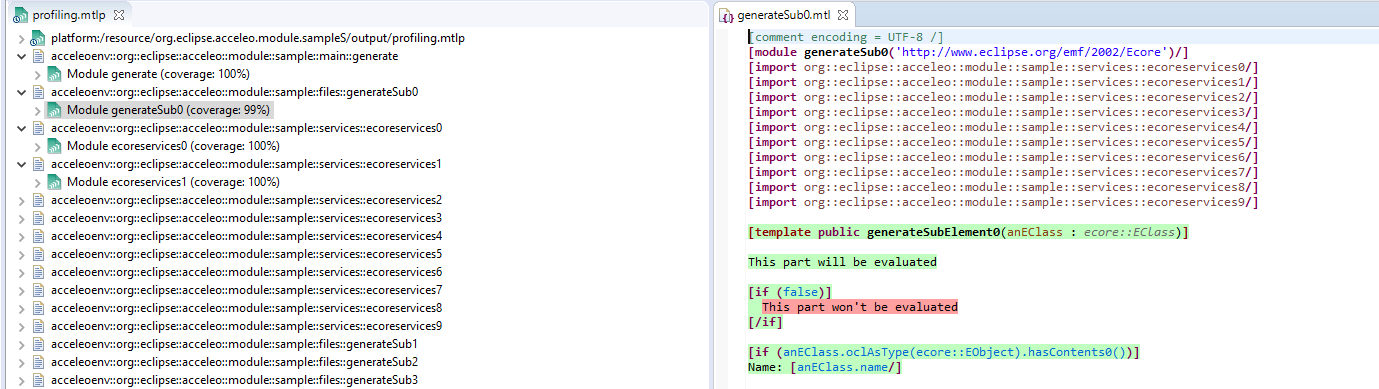 profiling.mtlp
platform:/resource/org.eclipse.acceleo.module.sampleS/output/profiling.mtlp
acceleoenv::org::eclipse::acceleo::module::sample::main::generate
Module generate (coverage: 100%)
acceleoenv::org::eclipse::acceleo::module::sample::files::generateSub0
Module generateSub0 (coverage: 99%)
acceleoenv::org::eclipse::acceleo::module::sample::services::ecoreservices0
Module ecoreservices0 (coverage: 100%)
acceleoenv::org::eclipse::acceleo::module::sample::services::ecoreservices1
Module ecoreservices1 (coverage: 100%)
acceleoenv::org::eclipse::acceleo::module::sample::services::ecoreservices2
acceleoenv::org::eclipse::acceleo::module::sample::services::ecoreservices3
acceleoenv::org::eclipse::acceleo::module::sample::services::ecoreservices4
acceleoenv::org::eclipse::acceleo::module::sample::services::ecoreservices5
acceleoenv::org::eclipse::acceleo::module::sample::services::ecoreservices6
acceleoenv::org::eclipse::acceleo::module::sample::services::ecoreservices7
acceleoenv::org::eclipse::acceleo::module::sample::services::ecoreservices8
acceleoenv::org::eclipse::acceleo::module::sample::services::ecoreservices9
acceleoenv::org::eclipse::acceleo::module::sample::files::generateSub1
acceleoenv::org::eclipse::acceleo::module::sample::files::generateSub2
acceleoenv::org::eclipse::acceleo::module::sample::files::generateSub3
generateSub0.mtl
[comment encoding = UTF-8 /]
[module generateSub0('http://www.eclipse.org/emf/2002/Ecore')/]
[import org::eclipse::acceleo::module::sample::services::ecoreservices0/]
[import org::eclipse::acceleo::module::sample::services::ecoreservices1/]
[import org::eclipse::acceleo::module::sample::services::ecoreservices2/]
[import org::eclipse::acceleo::module::sample::services::ecoreservices3/]
[import org::eclipse::acceleo::module::sample::services::ecoreservices4/]
[import org::eclipse::acceleo::module::sample::services::ecoreservices5/]
[import org::eclipse::acceleo::module::sample::services::ecoreservices6/]
[import org::eclipse::acceleo::module::sample::services::ecoreservices7/]
[import org::eclipse::acceleo::module::sample::services::ecoreservices8/]
[import org::eclipse::acceleo::module::sample::services::ecoreservices9/]
[template public generateSubElement0(anEClass : ecore::EClass)]
This part will be evaluated
[if (false)]
This part won't be evaluated
[/if]
[if (anEClass.oclAsType(ecore::EObject).hasContents0())]
Name: [anEClass.name/]